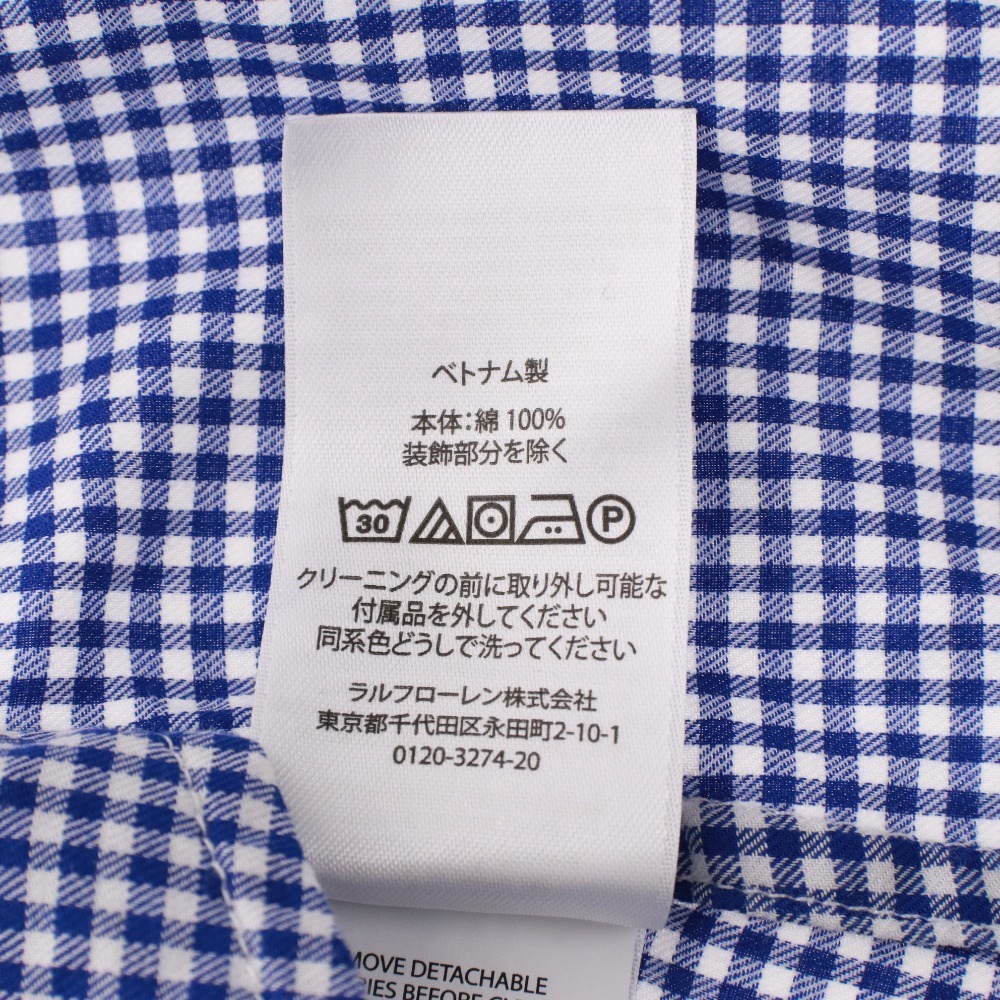 ベトナム製
本体:綿 100%
装飾部分を除く
30 P
クリーニングの前に取り外し可能な
付属品を外してください
同系色どうしで洗ってください
ラルフローレン株式会社
東京都千代田区永田町2-10-1
0120-3274-20
MOVE DETACHABLE
RIES BEFORE